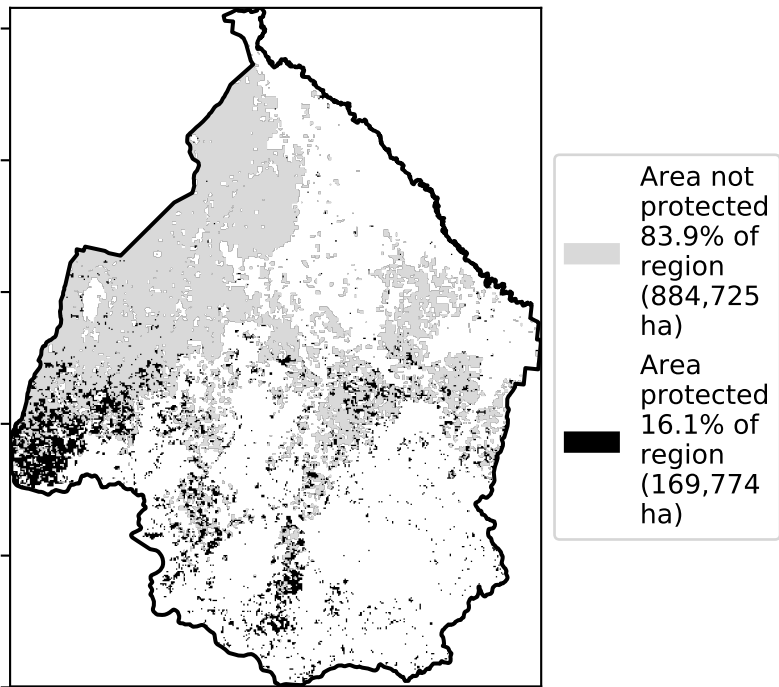 Area not
protected
83.9% of
region
(884,725
ha)
Area
protected
16.1% of
region
(169,774
ha)